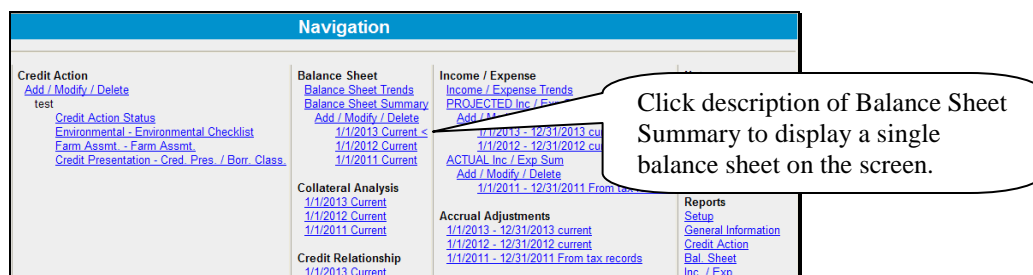 Navigation
Credit Action
Add / Modify / Delete
test
Credit Action Status
Environmental - Environmental Checklist
Farm Assmt. - Farm Assmt.
Credit Presentation - Cred. Pres. / Borr. Class.
Balance Sheet
Balance Sheet Trends
Balance Sheet Summary
Add / Modify / Delete
1/1/2013 Current <
1/1/2012 Current
1/1/2011 Current
Collateral Analysis
1/1/2013 Current
1/1/2012 Current
1/1/2011 Current
Credit Relationship
1/1/2013 Current
Income / Expense
Income / Expense Trends
PROJECTED Inc /
Add /
1/1/2013 - 12/31/2013
1/1/2012 - 12/31/2012
ACTUAL Inc / Exp Sum
Add / Modify / Delete
1/1/2011 - 12/31/2011 From
Accrual Adjustments
1/1/2013 - 12/31/2013 current
1/1/2012 - 12/31/2012 current
1/1/2011 - 12/31/2011 From tax records
Click description of Balance Sheet
Summary to display a single
balance sheet on the screen.
Reports
Setup
General Information
Credit Action
Bal. Sheet
Inc. / Exp